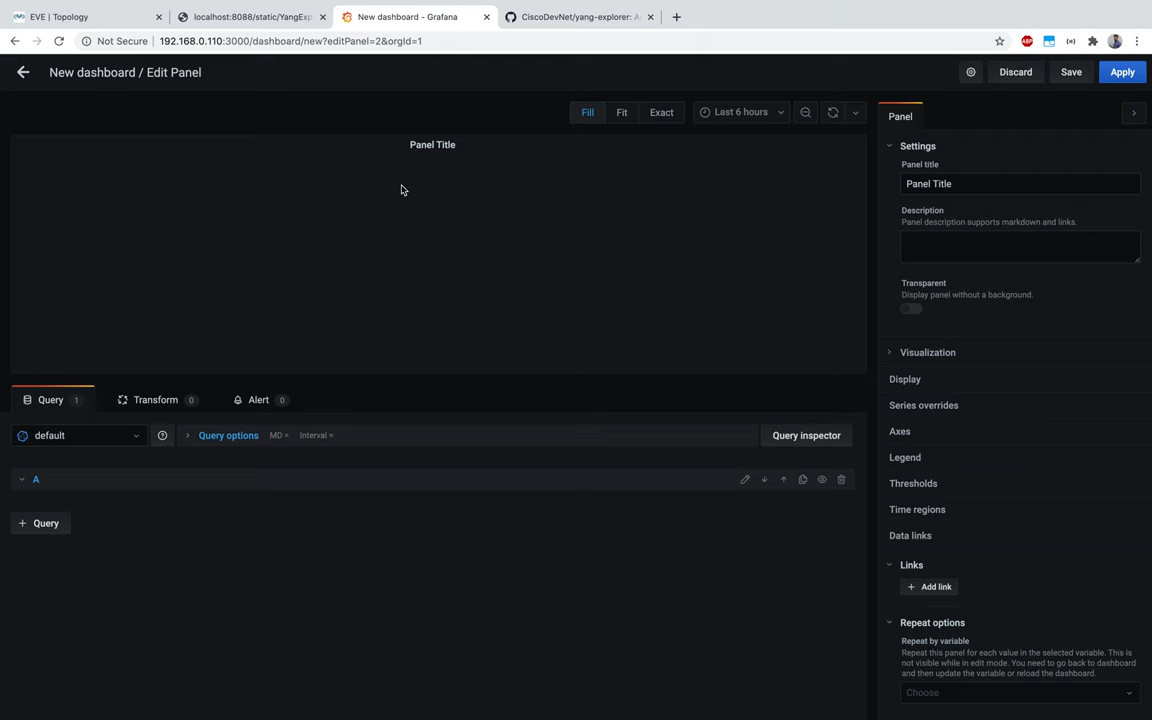 EVE | Topology
localhost:8088/static/YangExp
New dashboard - Grafana
CiscoDevNet/yang-explorer: A
Not Secure
192.168.0.110:3000/dashboard/new?editPanel=2&orgId=1
ABP
New dashboard / Edit Panel
Discard
Save
Apply
Fill
Fit
Exact
Last 6 hours
Panel
Panel Title
Settings
Panel title
Panel Title
Description
Panel description supports markdown and links.
Transparent
Display panel without a background.
Visualization
Display
Series overrides
Axes
Legend
Thresholds
Time regions
Data links
Links
+ Add link
Repeat options
Repeat by variable
Repeat this panel for each value in the selected variable. This is
not visible while in edit mode. You need to go back to dashboard
and then update the variable or reload the dashboard.
Choose
Query 1
Transform 0
Alert 0
default
Query options
MD =
Interval =
Query inspector
A
+ Query